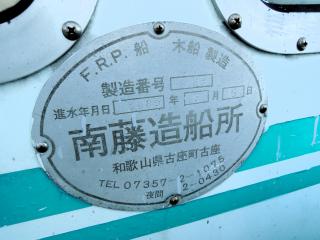 F.R.P. 船 木船 製造
製造番号
進水年月日 年 月 日
南藤造船所
和歌山県古座町古座
TEL 07357 2-1075
夜間 2-0430